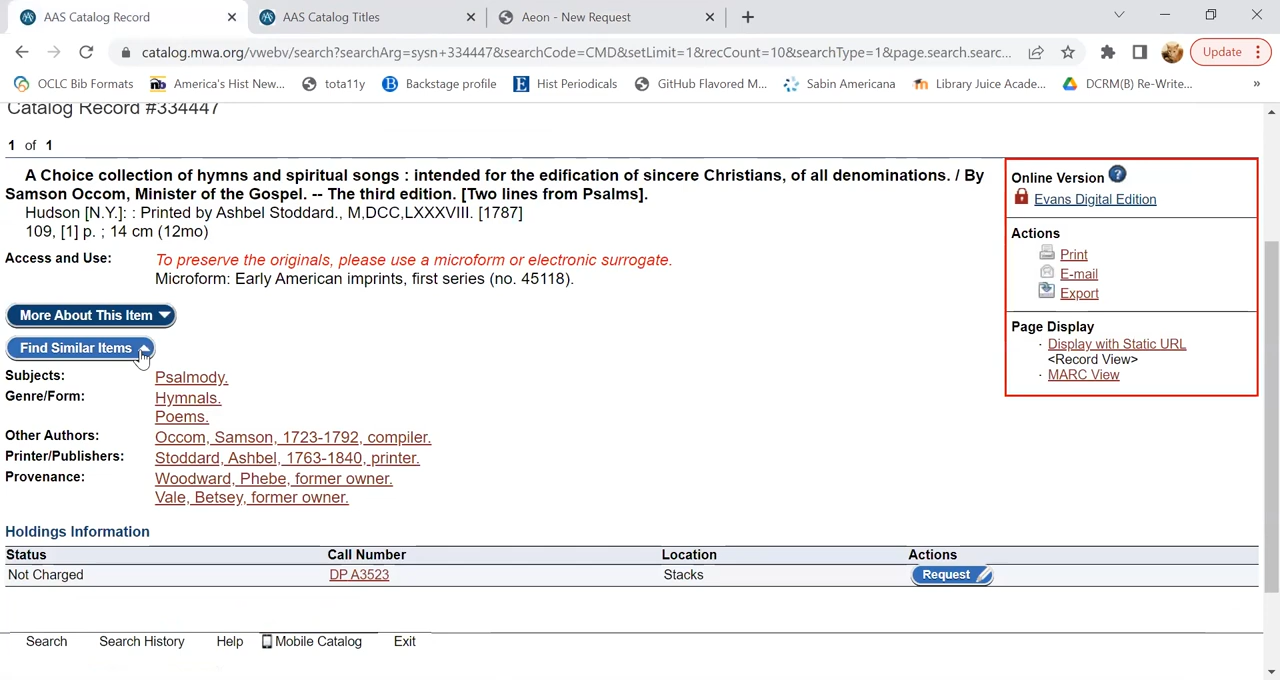 AAS Catalog Record
AAS Catalog Titles
Aeon - New Request
catalog.mwa.org/vwebv/search?searchArg=sysn+334447&searchCode=CMD&setLimit=1&recCount=10&searchType=1&page.search.searc...
Update
OCLC Bib Formats
America's Hist New...
tota11y
Backstage profile
Hist Periodicals
GitHub Flavored M...
Sabin Americana
Library Juice Acade...
DCRM(B) Re-Write...
»
Catalog Record #334447
1 of 1
A Choice collection of hymns and spiritual songs : intended for the edification of sincere Christians, of all denominations. / By
Samson Occom, Minister of the Gospel. -- The third edition. [Two lines from Psalms].
Hudson [N.Y.]: : Printed by Ashbel Stoddard., M,DCC,LXXXVIII. [1787]
109, [1] p. ; 14 cm (12mo)
Access and Use:
To preserve the originals, please use a microform or electronic surrogate.
Microform: Early American imprints, first series (no. 45118).
More About This Item
Find Similar Items
Subjects:
Psalmody.
Genre/Form:
Hymnals.
Poems.
Other Authors:
Occom, Samson, 1723-1792, compiler.
Printer/Publishers:
Stoddard, Ashbel, 1763-1840, printer.
Provenance:
Woodward, Phebe, former owner.
Vale, Betsey, former owner.
Online Version ?
Evans Digital Edition
Actions
Print
E-mail
Export
Page Display
· Display with Static URL
<Record View>
· MARC View
Holdings Information
Status Call Number Location Actions
Not Charged DP A3523 Stacks Request
Search Search History Help Mobile Catalog Exit